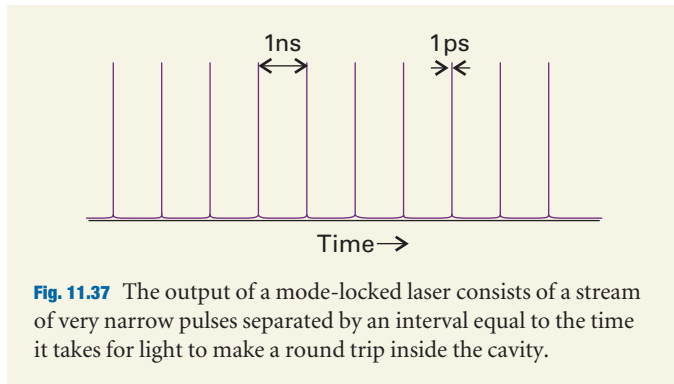 1ns 1ps
Time
Fig. 11.37 The output of a mode-locked laser consists of a stream
of very narrow pulses separated by an interval equal to the time
it takes for light to make a round trip inside the cavity.